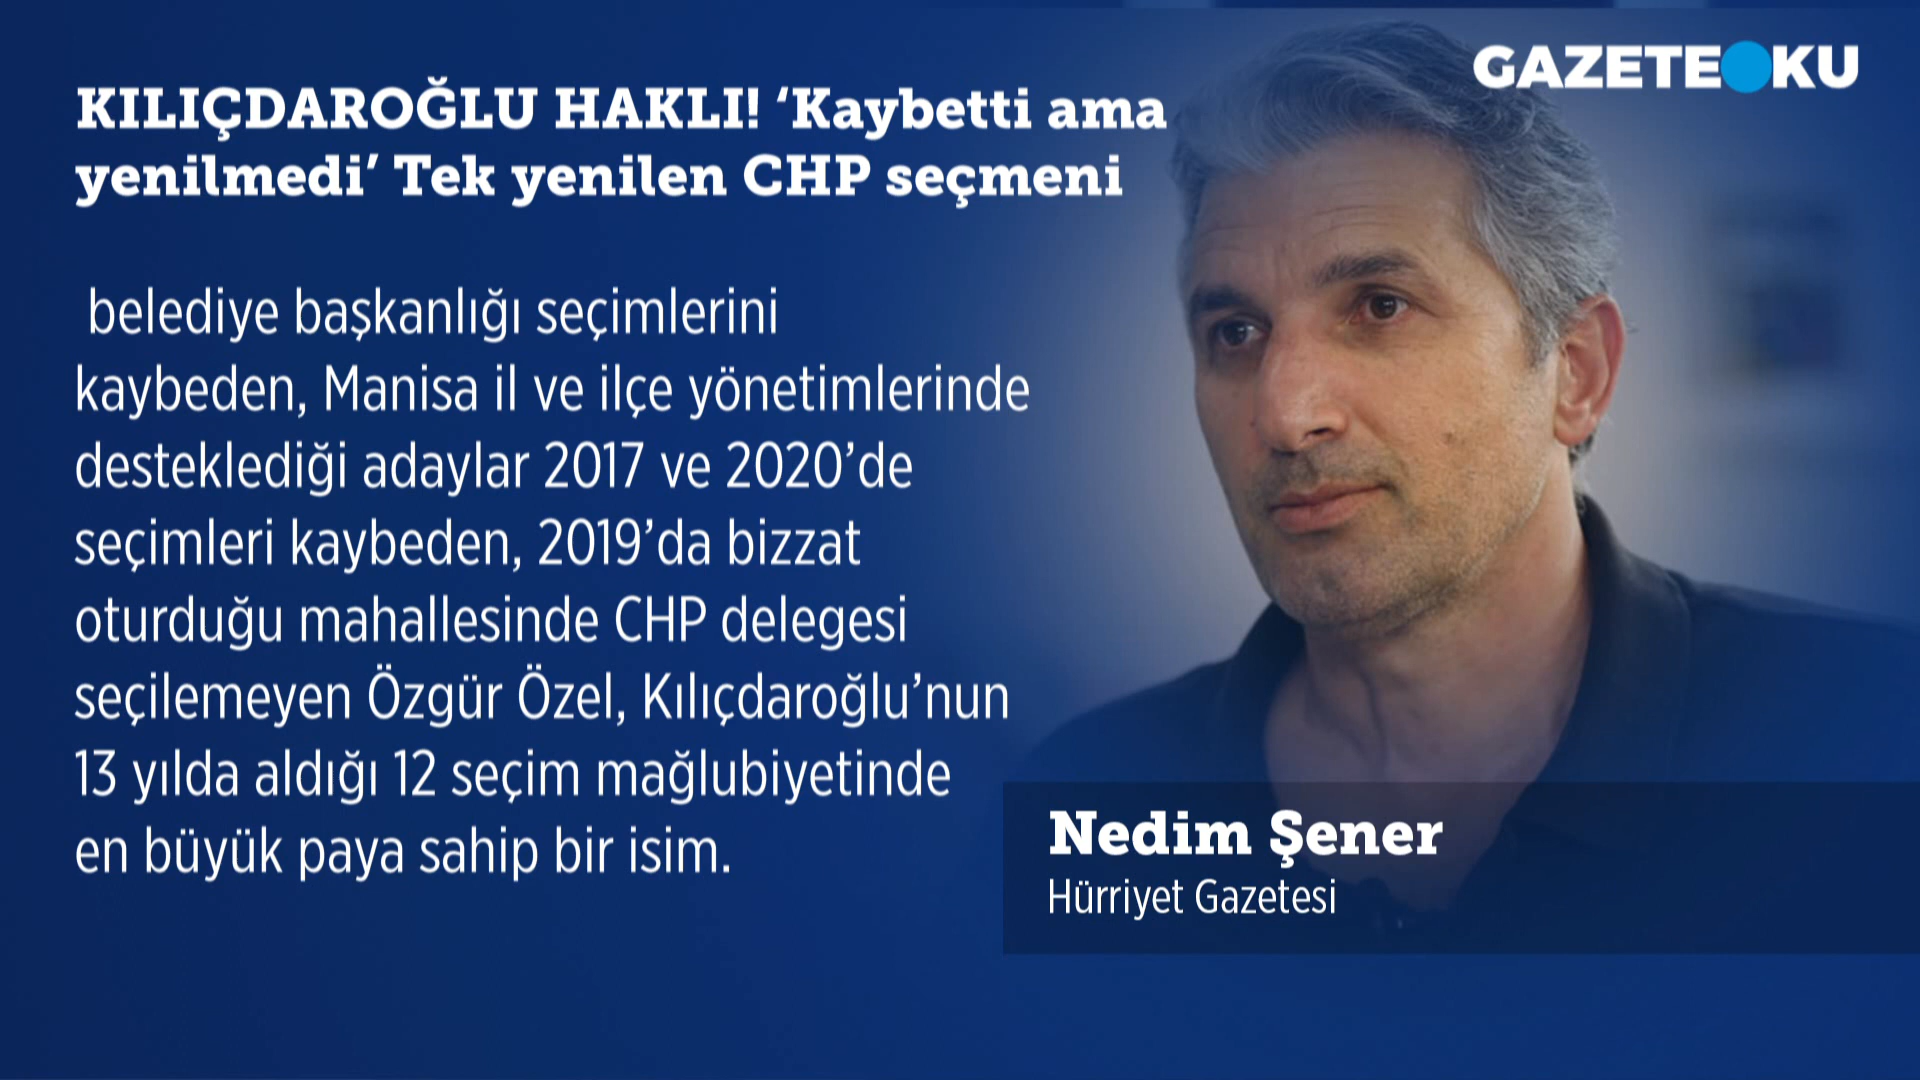 GAZETEOKU
KILIÇDAROĞLU HAKLI! ‘Kaybetti ama
yenilmedi’ Tek yenilen CHP seçmeni
belediye başkanlığı seçimlerini
kaybeden, Manisa il ve ilçe yönetimlerinde
desteklediği adaylar 2017 ve 2020’de
seçimleri kaybeden, 2019’da bizzat
oturduğu mahallesinde CHP delegesi
seçilemeyen Özgür Özel, Kılıçdaroğlu’nun
13 yılda aldığı 12 seçim mağlubiyetinde
en büyük paya sahip bir isim.
Nedim Şener
Hürriyet Gazetesi